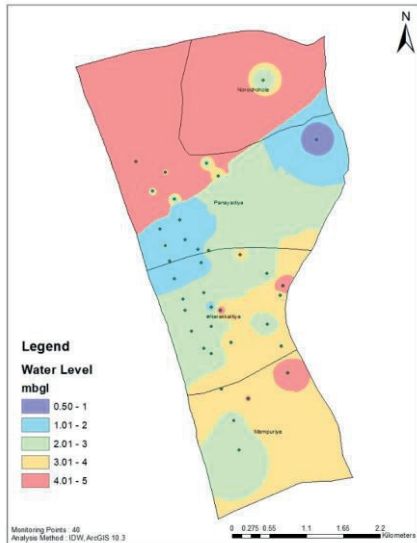 N
Norachchola
Panayadiya
Narakkalliya
Mampuriya
Legend
Water Level
mbgl
0.50 - 1
1.01 - 2
2.01 - 3
3.01 - 4
4.01 - 5
Monitoring Points : 40
Analysis Method : IDW, ArcGIS 10.3
0 0.275 0.55 1.1 1.65 2.2
Kilometers